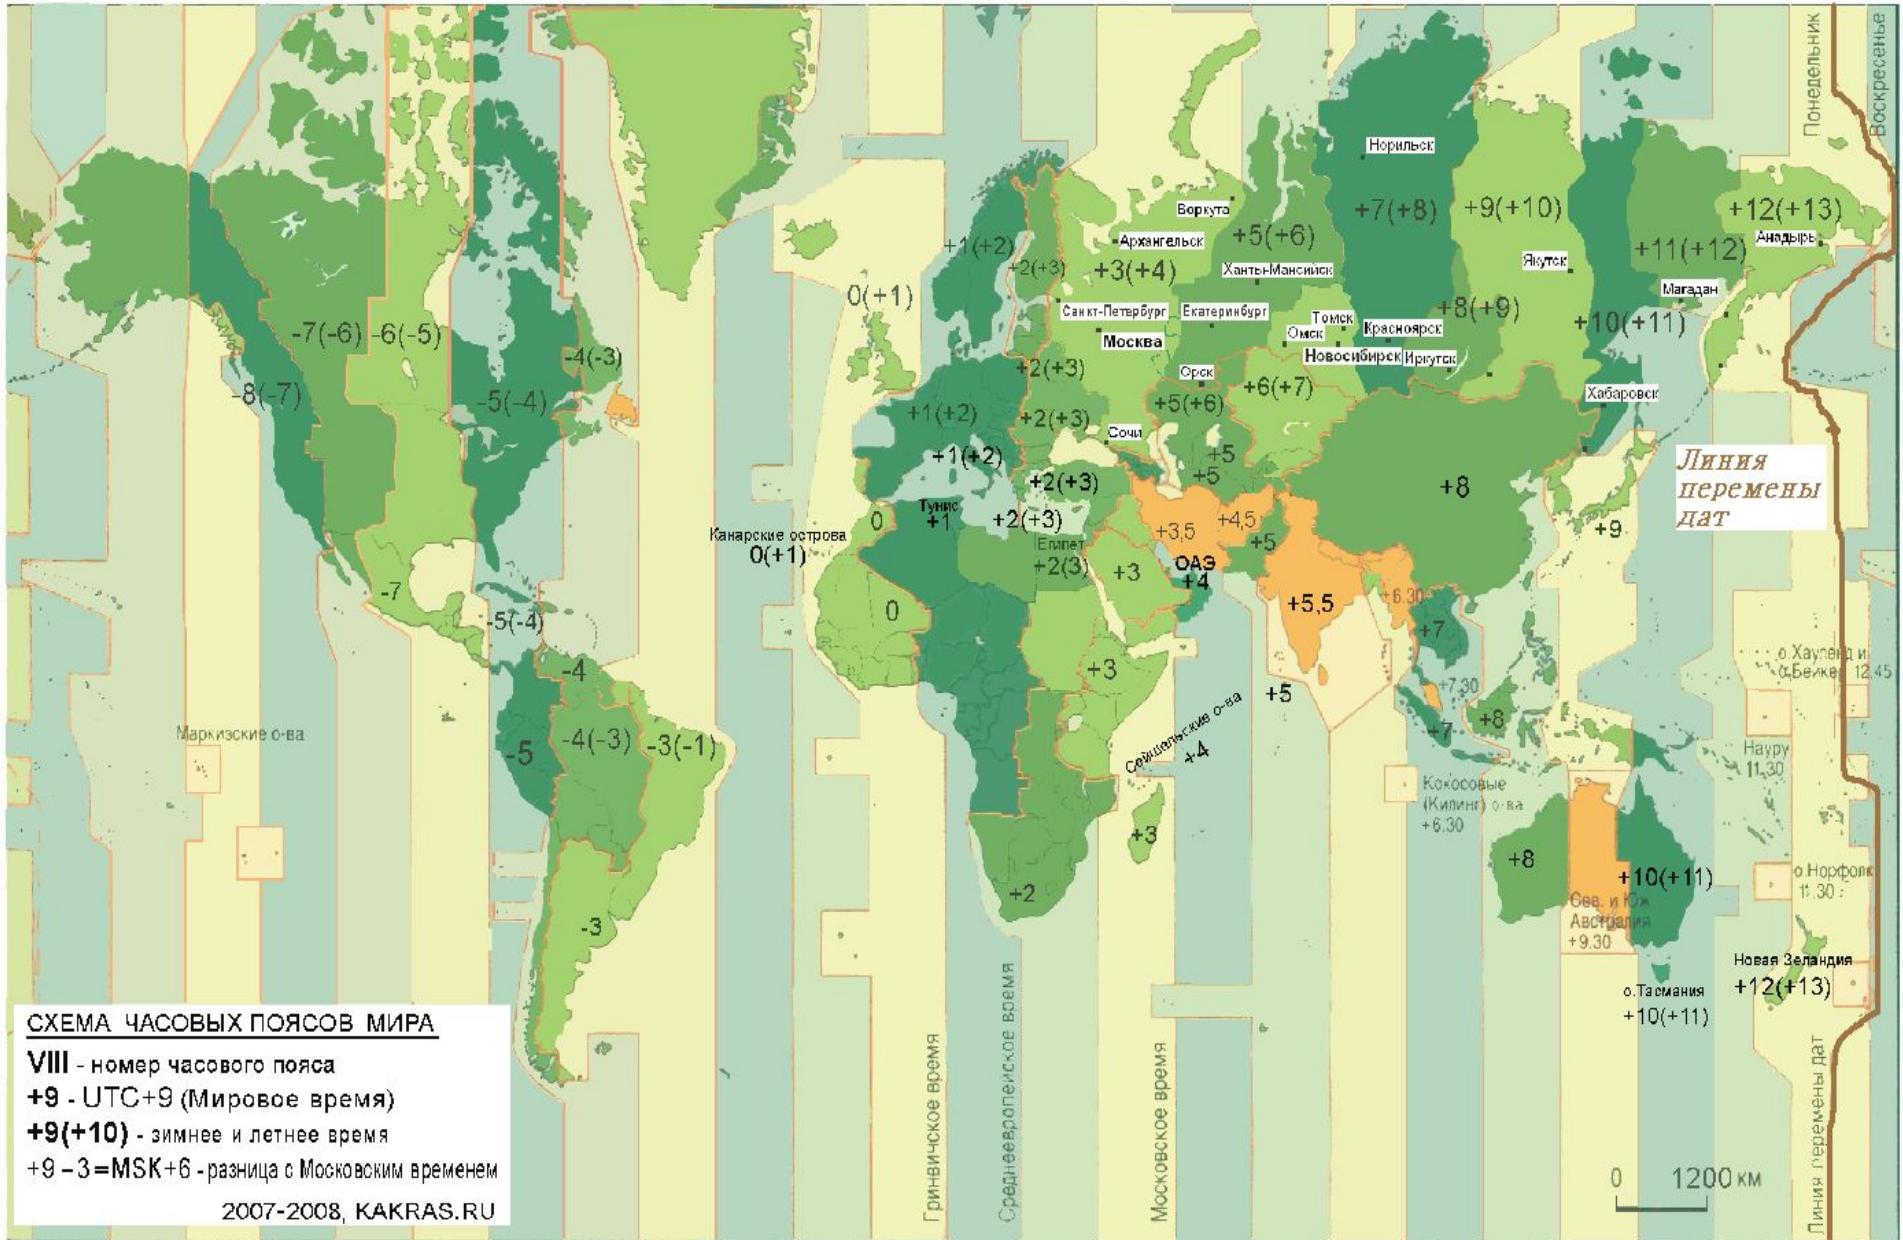 Понедельник
Воскресенье
Норильск
+7(+8)
+9(+10)
+12(+13)
Воркута
Анадырь
Архангельск
+5(+6)
+11(+12)
+1(+2)
+2(+3)
+3(+4)
Ханты-Мансийск
Якутск
Магадан
0(+1)
Санкт-Петербург
Екатеринбург
Томск
+8(+9)
+10(+11)
Омск
Красноярск
Москва
Новосибирск
Иркутск
-7(-6)
-6(-5)
-4(-3)
-8(-7)
-5(-4)
+2(+3)
Орск
+6(+7)
+5(+6)
Хабаровск
+1(+2)
+2(+3)
Сочи
+1(+2)
+5
+5
Линия
перемены
дат
+2(+3)
+8
Тунис
+1
+2(+3)
0
+3,5
+4,5
+9
Канарские острова
0(+1)
Египет
+2(3)
+5
+3
ОАЭ
+4
-7
0
+5,5
+6.30
-5(-4)
+7
-4
+3
о.Хауленд и
о.Бейкер 12.45
+5
+7.30
Сейшельские о-ва
+4
+8
+7
Маркизские о-ва
-5
-4(-3)
-3(-1)
Науру
11.30
Кокосовые
(Килинг) о-ва
+6.30
+3
+8
+10(+11)
о.Норфолк
11.30
+2
-3
Сев. и Юж.
Австралия
+9.30
Новая Зеландия
+12(+13)
о.Тасмания
+10(+11)
Гринвичское время
Среднеевропейское время
Московское время
Линия перемены дат
СХЕМА ЧАСОВЫХ ПОЯСОВ МИРА
VIII - номер часового пояса
+9 - UTC+9 (Мировое время)
+9(+10) - зимнее и летнее время
+9-3=MSK+6 - разница с Московским временем
2007-2008, KAKRAS.RU
0 1200 км